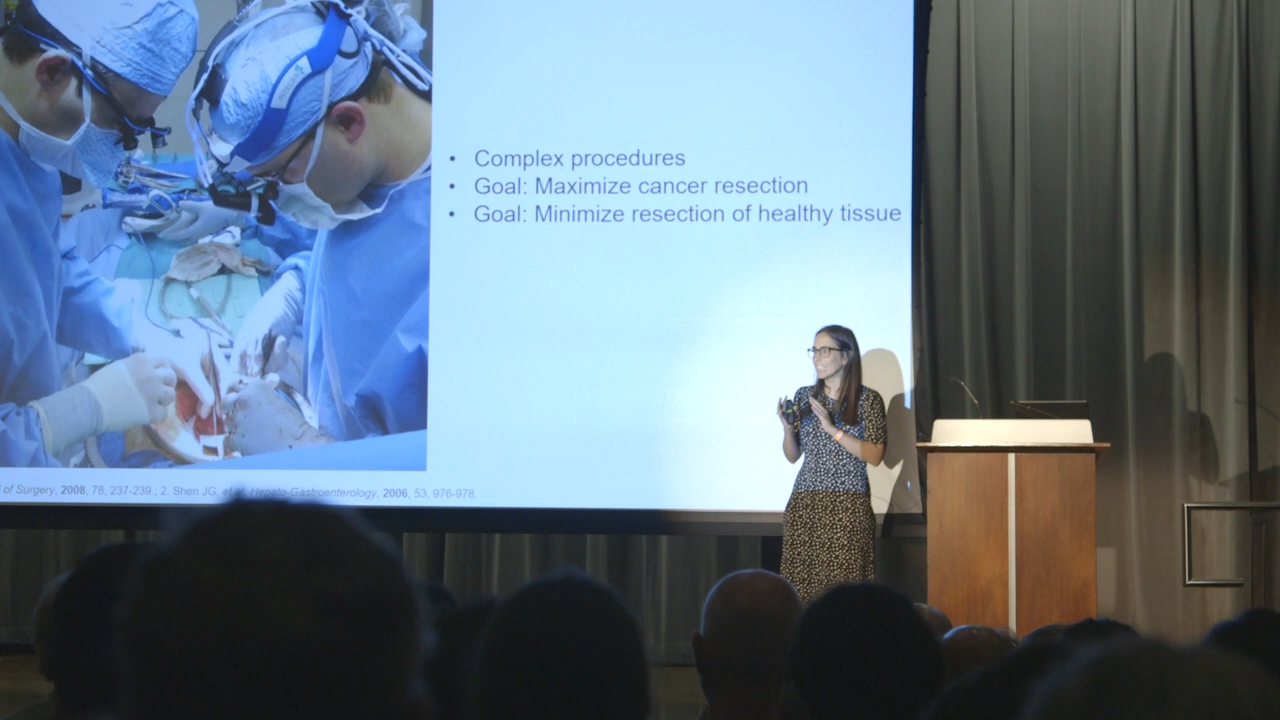 • Complex procedures
• Goal: Maximize cancer resection
• Goal: Minimize resection of healthy tissue
of Surgery, 2008, 78, 237-239.; 2. Shen JG, et al. Hepato-Gastroenterology, 2006, 53, 976-978.